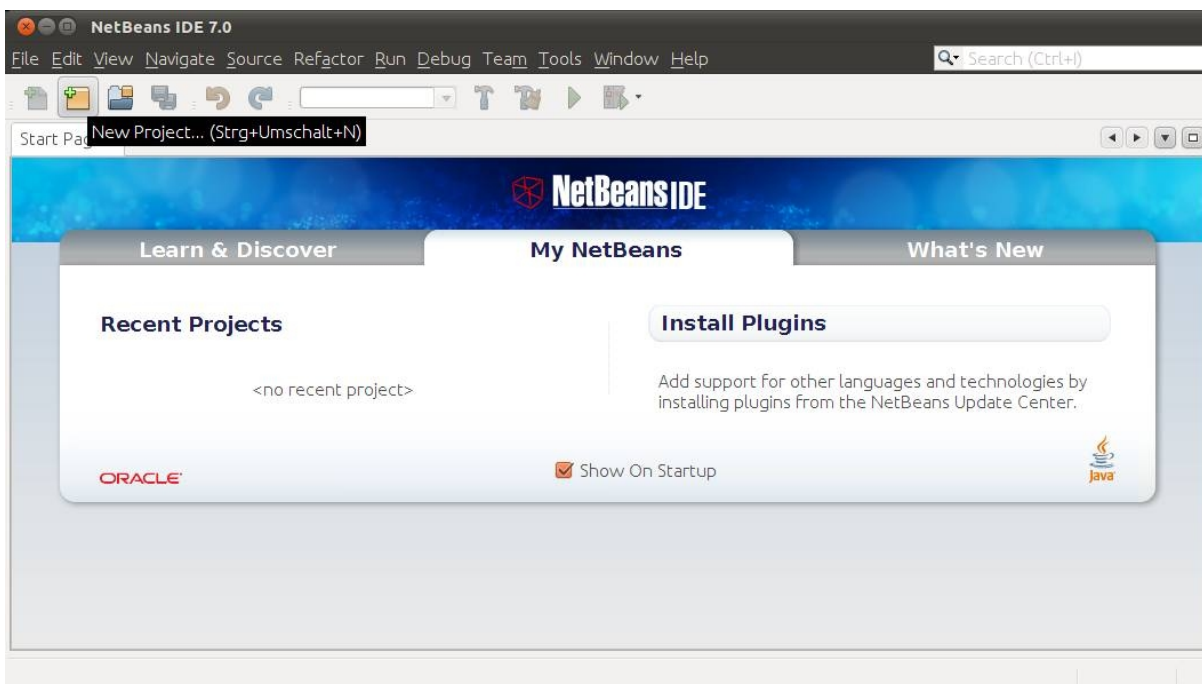 NetBeans IDE 7.0
File Edit View Navigate Source Refactor Run Debug Team Tools Window Help
Search (Ctrl+I)
New Project... (Strg+Umschalt+N)
Start Pag
NetBeans IDE
Learn & Discover
My NetBeans
What's New
Recent Projects
<no recent project>
Install Plugins
Add support for other languages and technologies by
installing plugins from the NetBeans Update Center.
ORACLE
Show On Startup
Java